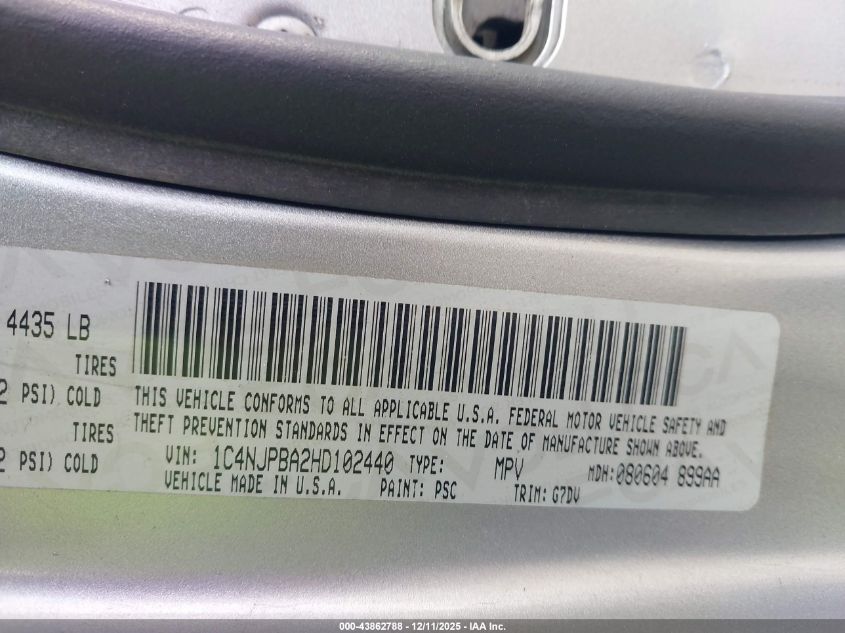 4435 LB
TIRES
2 PSI) COLD
TIRES
2 PSI) COLD
THIS VEHICLE CONFORMS TO ALL APPLICABLE U.S.A. FEDERAL MOTOR VEHICLE SAFETY AND
THEFT PREVENTION STANDARDS IN EFFECT ON THE DATE OF MANUFACTURE SHOWN ABOVE.
VIN: 1C4NJPBA2HD102440 TYPE: MPV MDH:080604 899AA
VEHICLE MADE IN U.S.A. PAINT: PSC TRIM: G7DV
000-43862788 - 12/11/2025 - IAA Inc.